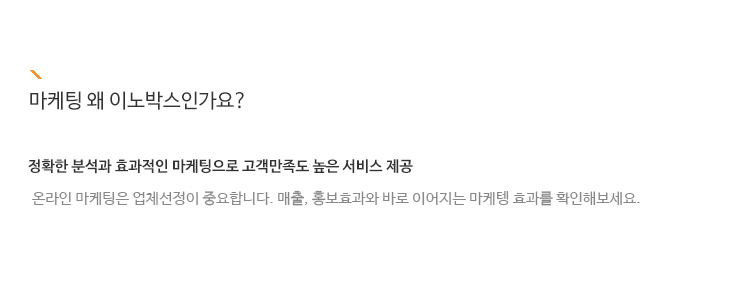 마케팅 왜 이노박스인가요?
정확한 분석과 효과적인 마케팅으로 고객만족도 높은 서비스 제공
온라인 마케팅은 업체선정이 중요합니다. 매출, 홍보효과와 바로 이어지는 마케텡 효과를 확인해보세요.